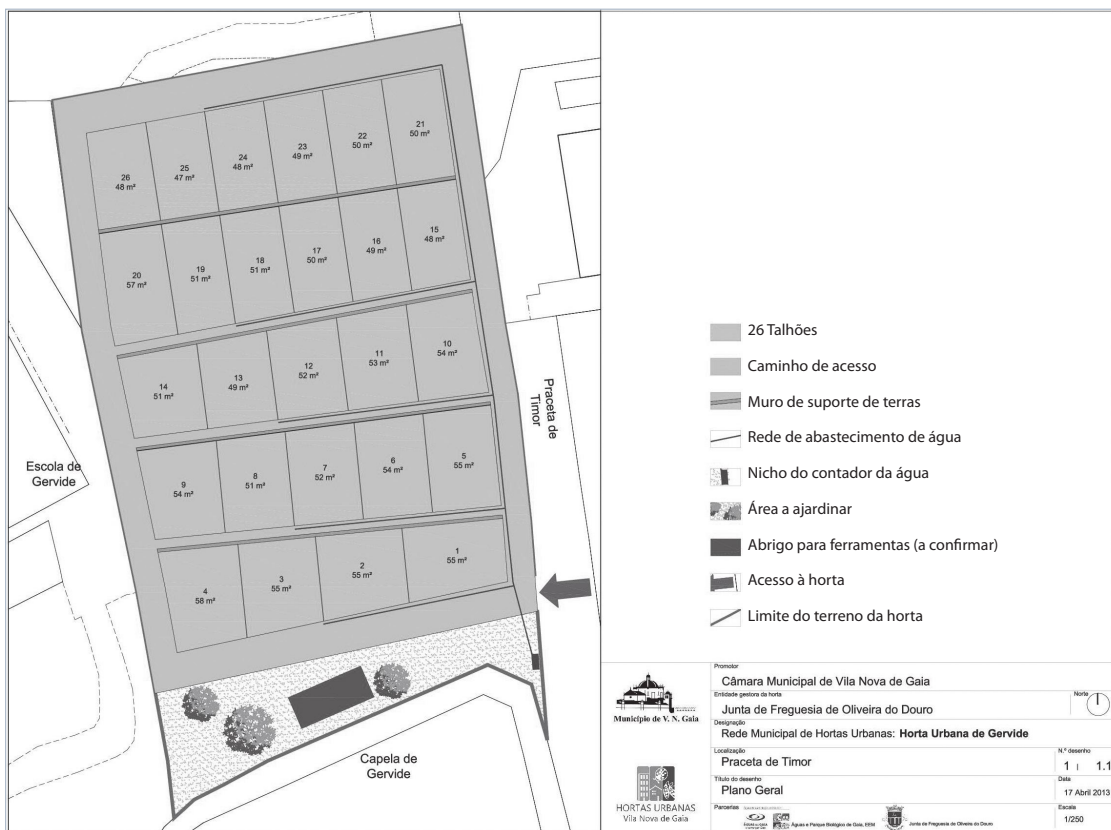 21
50 m²
22
50 m²
23
49 m²
24
48 m²
25
47 m²
26
48 m²
15
48 m²
16
49 m²
17
50 m²
18
51 m²
19
51 m²
20
57 m²
10
54 m²
11
53 m²
12
52 m²
13
49 m²
14
51 m²
5
55 m²
6
54 m²
7
52 m²
8
51 m²
9
54 m²
1
55 m²
2
55 m²
3
55 m²
4
58 m²
Praceta de
Timor
Escola de
Gervide
Capela de
Gervide
26 Talhões
Caminho de acesso
Muro de suporte de terras
Rede de abastecimento de água
Nicho do contador da água
Área a ajardinar
Abrigo para ferramentas (a confirmar)
Acesso à horta
Limite do terreno da horta
Município de V. N. Gaia
HORTAS URBANAS
Vila Nova de Gaia
Promotor
Câmara Municipal de Vila Nova de Gaia
Entidade gestora da horta
Junta de Freguesia de Oliveira do Douro
Norte
Designação
Rede Municipal de Hortas Urbanas: Horta Urbana de Gervide
Localização
Praceta de Timor
N.º desenho
1 | 1.1
Título do desenho
Plano Geral
Data
17 Abril 2013
Parcerias
Águas e Parque Biológico de Gaia, EEM
Junta de Freguesia de Oliveira do Douro
Escala
1/250